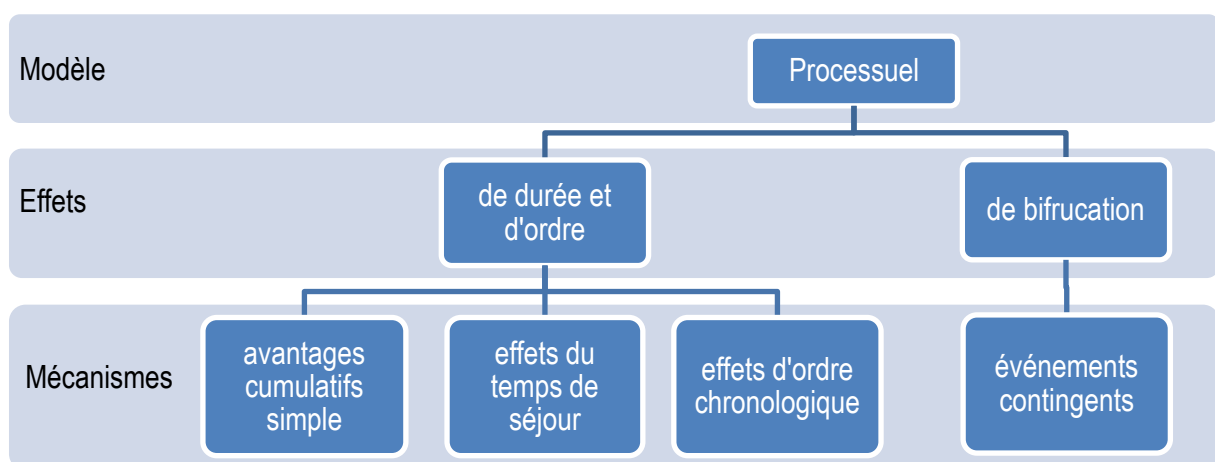 Modèle
Processuel
Effets
de durée et
d'ordre
de bifrucation
Mécanismes
avantages
cumulatifs
simple
effets du
temps de
séjour
effets d'ordre
chronologique
événements
contingents